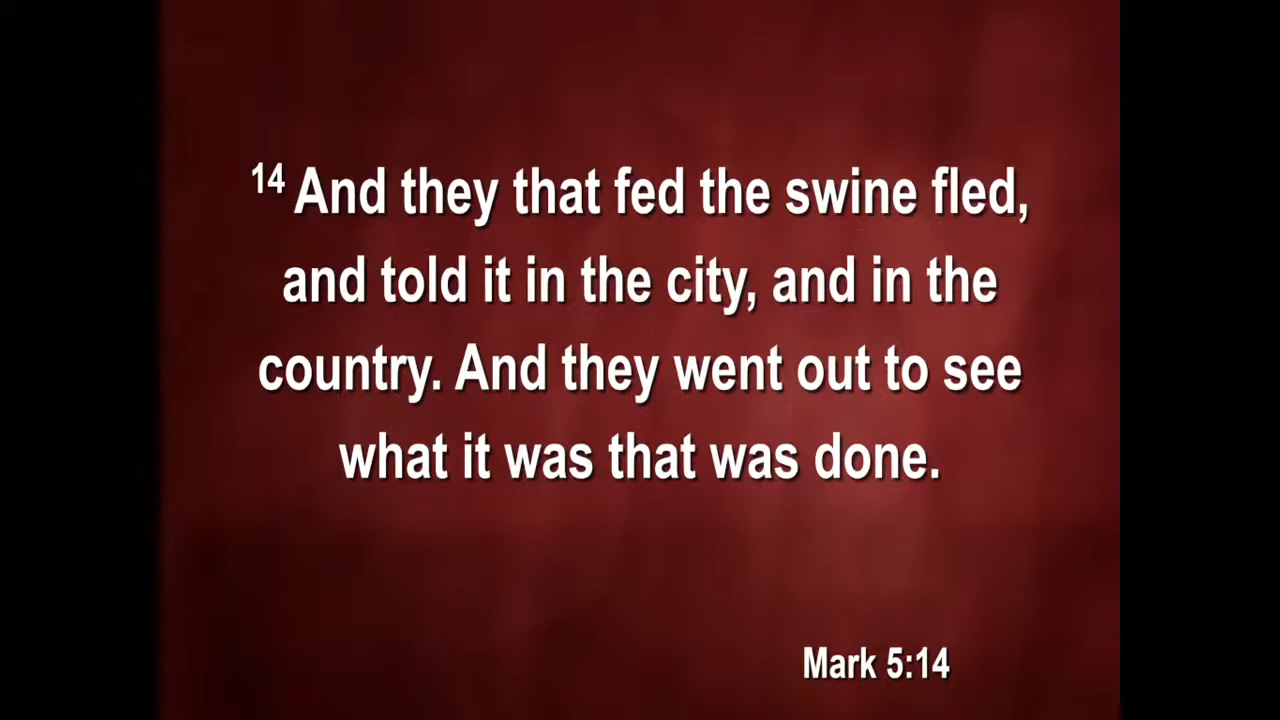 14 And they that fed the swine fled,
and told it in the city, and in the
country. And they went out to see
what it was that was done.
Mark 5:14